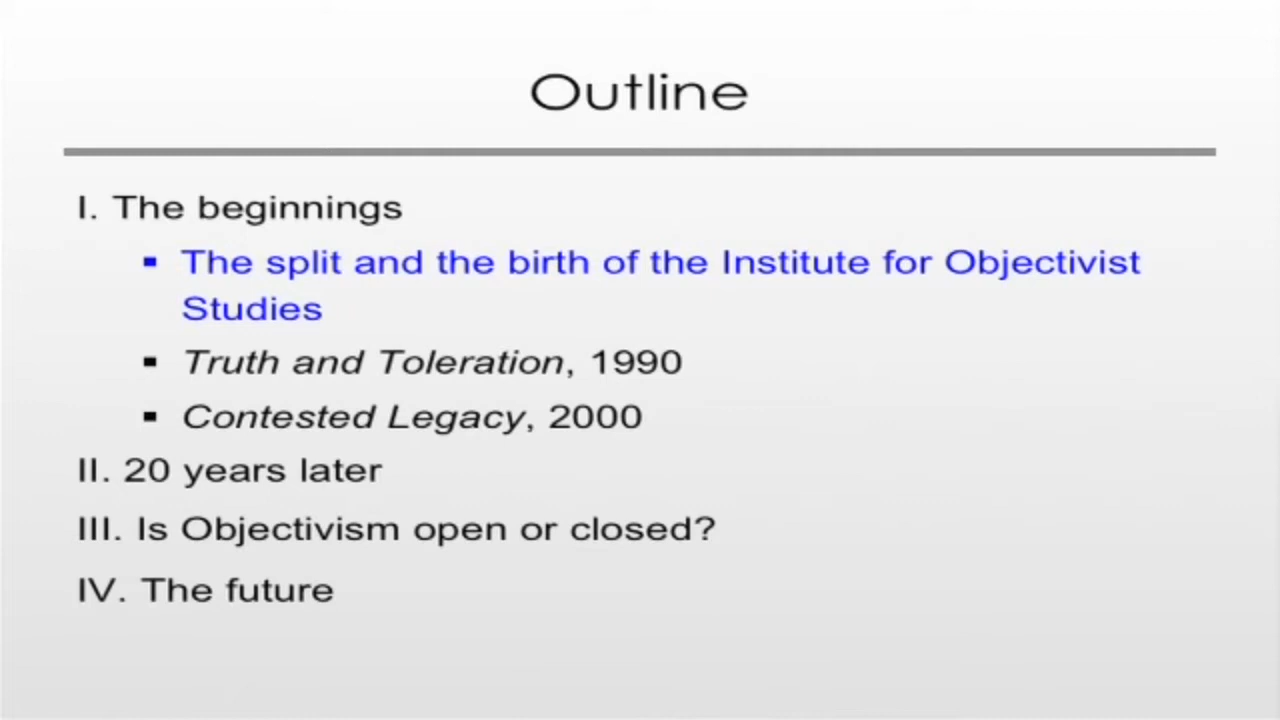 Outline
I. The beginnings
▪ The split and the birth of the Institute for Objectivist
Studies
▪ Truth and Toleration, 1990
▪ Contested Legacy, 2000
II. 20 years later
III. Is Objectivism open or closed?
IV. The future